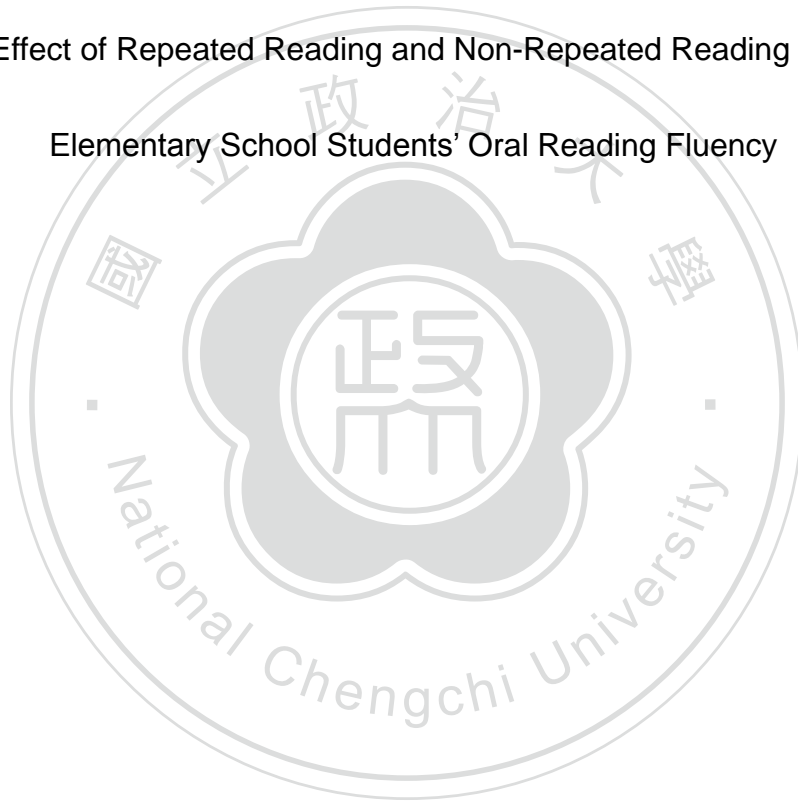 Effect of Repeated Reading and Non-Repeated Reading
Elementary School Students’ Oral Reading Fluency
國立政治大學
政
National Chengchi University